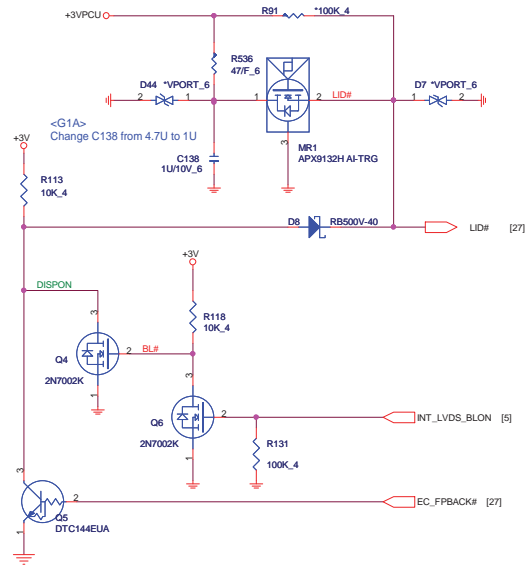 R91 *100K_4
+3VPCU
R536
47/F_6
D44 *VPORT_6
2 1
1 2
LID#
D7 *VPORT_6
1 2
<G1A>
Change C138 from 4.7U to 1U
3
MR1
APX9132H AI-TRG
C138
1U/10V_6
+3V
R113
10K_4
D8 RB500V-40
LID# [27]
+3V
DISPON
R118
10K_4
3
Q4
2
BL#
1
2N7002K
3
Q6
2
2N7002K
1
INT_LVDS_BLON [5]
R131
100K_4
3
2
EC_FPBACK# [27]
Q5
1
DTC144EUA